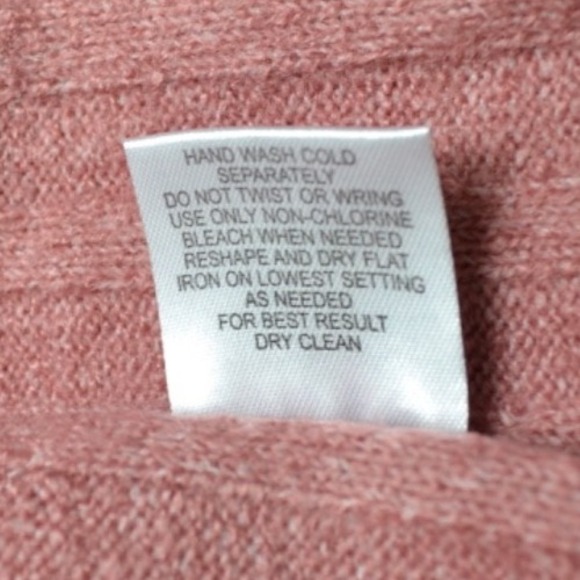 HAND WASH COLD
SEPARATELY
DO NOT TWIST OR WRING
USE ONLY NON-CHLORINE
BLEACH WHEN NEEDED
RESHAPE AND DRY FLAT
IRON ON LOWEST SETTING
AS NEEDED
FOR BEST RESULT
DRY CLEAN